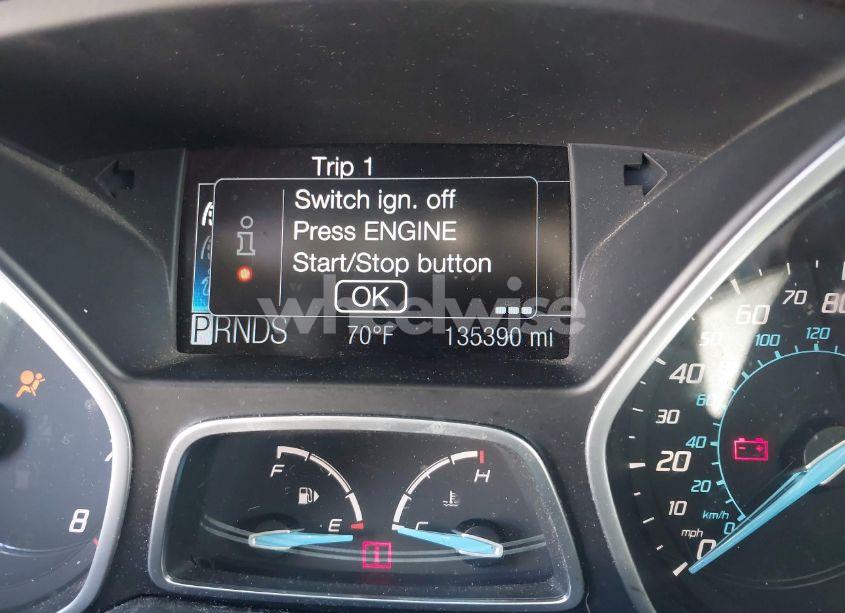 Trip 1
Switch ign. off
Press ENGINE
Start/Stop button
OK
PRNDS 70°F 135390 mi
wheelwise
F E
H C
8
0 10 20 30 40 60 70 80
0 20 40 60 100 120
mph
km/h